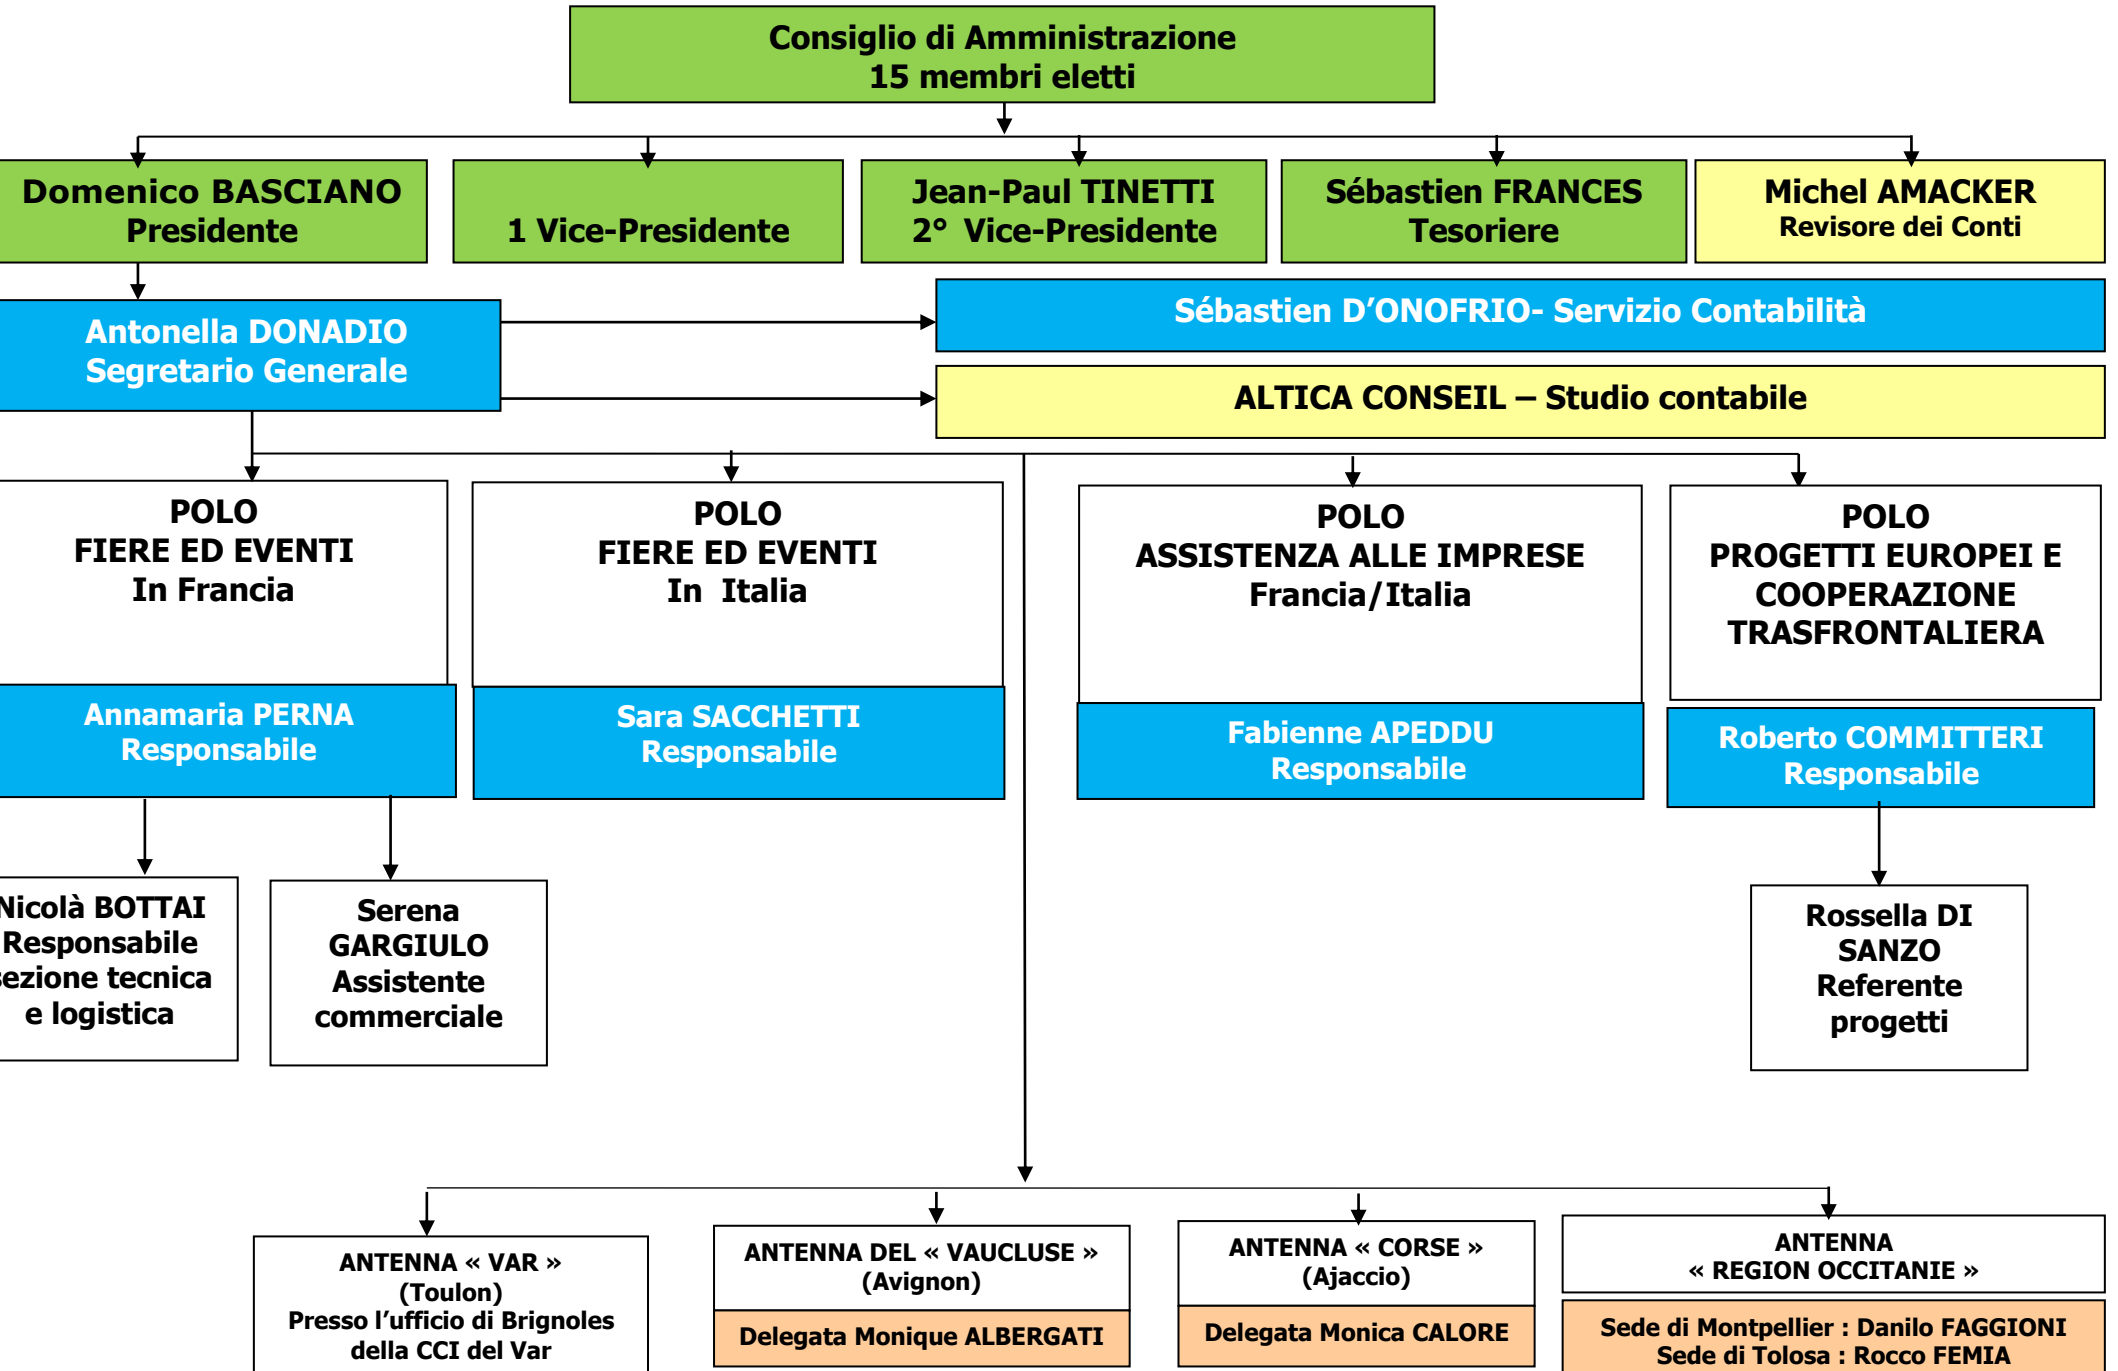 Consiglio di Amministrazione
15 membri eletti
Domenico BASCIANO
Presidente
1 Vice-Presidente
Jean-Paul TINETTI
2° Vice-Presidente
Sébastien FRANCES
Tesoriere
Michel AMACKER
Revisore dei Conti
Antonella DONADIO
Segretario Generale
Sébastien D'ONOFRIO- Servizio Contabilità
ALTICA CONSEIL – Studio contabile
POLO
FIERE ED EVENTI
In Francia
Annamaria PERNA
Responsabile
POLO
FIERE ED EVENTI
In Italia
Sara SACCHETTI
Responsabile
POLO
ASSISTENZA ALLE IMPRESE
Francia/Italia
Fabienne APEDDU
Responsabile
POLO
PROGETTI EUROPEI E
COOPERAZIONE
TRASFRONTALIERA
Roberto COMMITTERI
Responsabile
Nicolà BOTTAI
Responsabile
sezione tecnica
e logistica
Serena
GARGIULO
Assistente
commerciale
Rossella DI
SANZO
Referente
progetti
ANTENNA « VAR »
(Toulon)
Presso l'ufficio di Brignoles
della CCI del Var
ANTENNA DEL « VAUCLUSE »
(Avignon)
Delegata Monique ALBERGATI
ANTENNA « CORSE »
(Ajaccio)
Delegata Monica CALORE
ANTENNA
« REGION OCCITANIE »
Sede di Montpellier : Danilo FAGGIONI
Sede di Tolosa : Rocco FEMIA